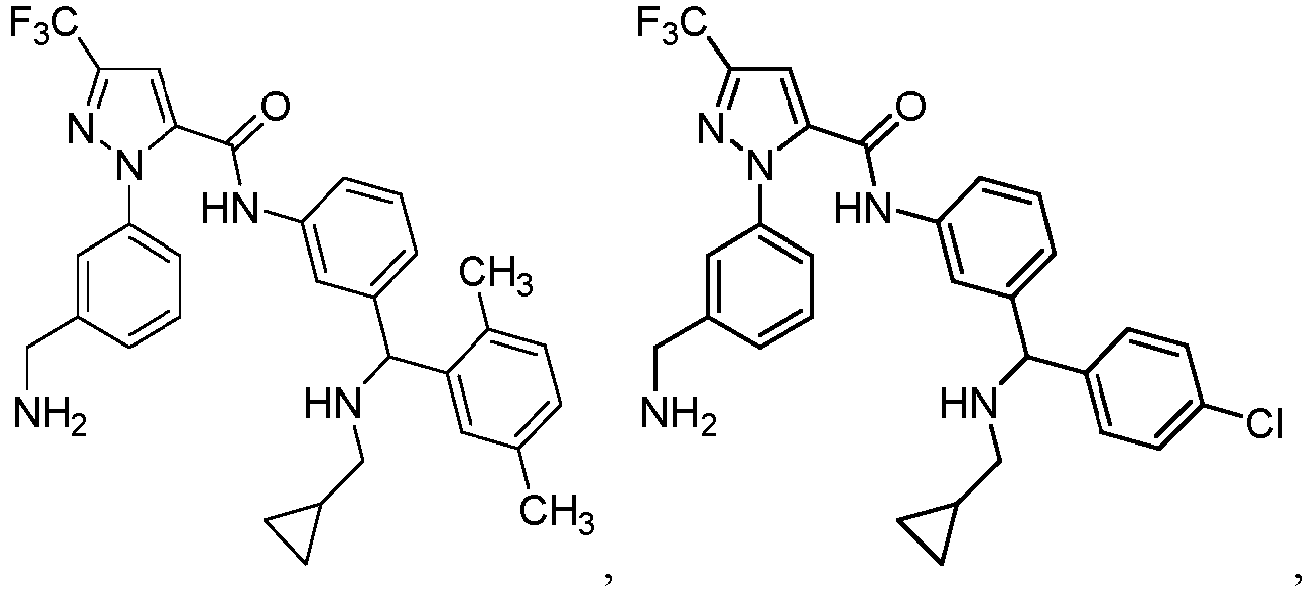 F3C F3C
O O
N N
N N
HN HN
CH3
NH2 HN NH2 HN Cl
CH3
, ,